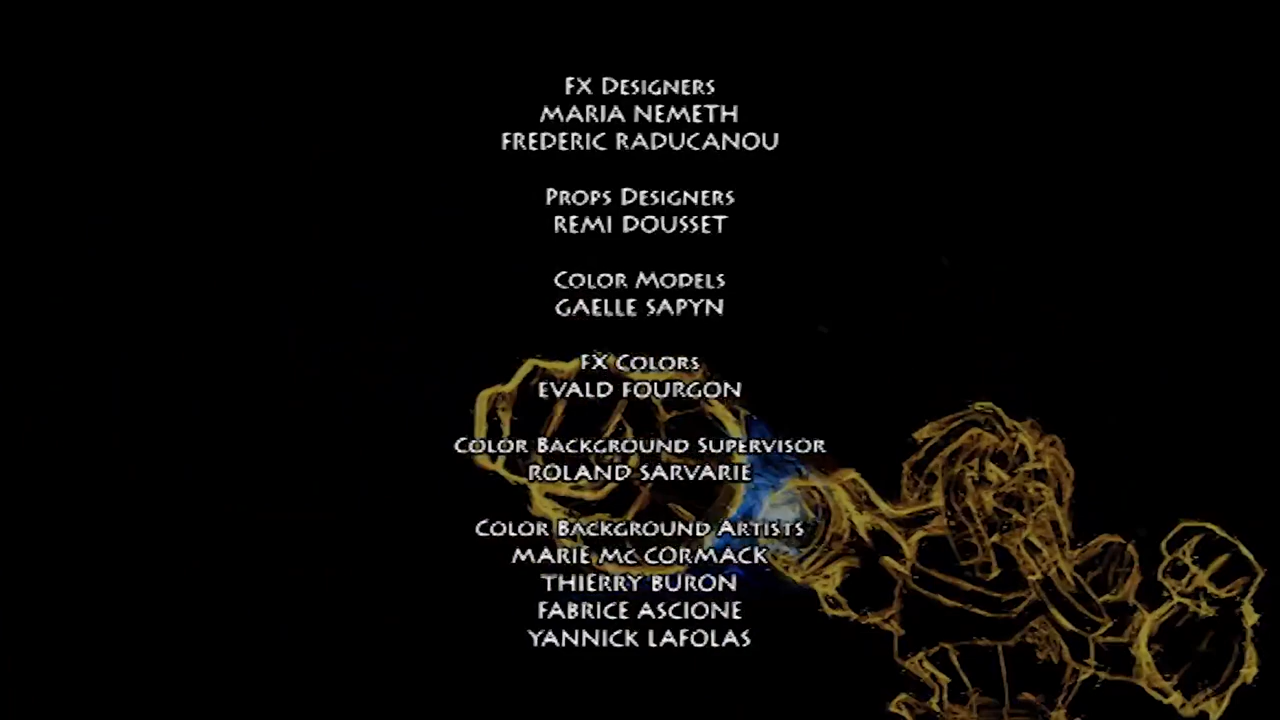 FX Designers
MARIA NEMETH
FREDERIC RADUCANOU
Props Designers
REMI DOUSSET
Color Models
GAELLE SAPYN
FX Colors
EVALD FOURGON
Color Background Supervisor
ROLAND SARVARIE
Color Background Artists
MARIE Mc CORMACK
THIERRY BURON
FABRICE ASCIONE
YANNICK LAFOLAS